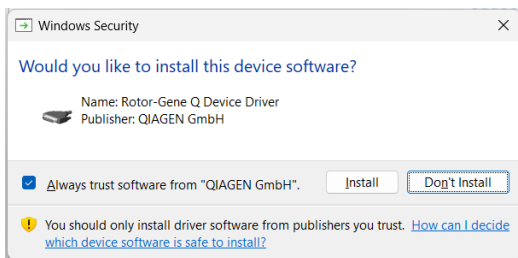 Windows Security
Would you like to install this device software?
Name: Rotor-Gene Q Device Driver
Publisher: QIAGEN GmbH
Always trust software from "QIAGEN GmbH".
Install
Don't Install
You should only install driver software from publishers you trust. How can I decide
which device software is safe to install?